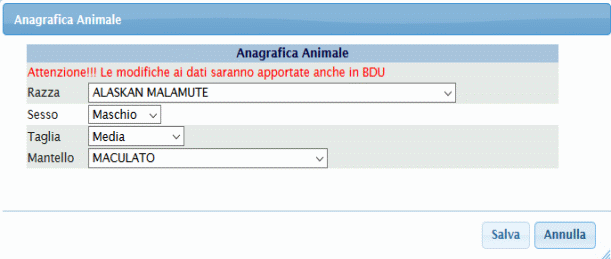 Anagrafica Animale
Anagrafica Animale
Attenzione!!! Le modifiche ai dati saranno apportate anche in BDU
Razza ALASKAN MALAMUTE
Sesso Maschio
Taglia Media
Mantello MACULATO
Salva Annulla